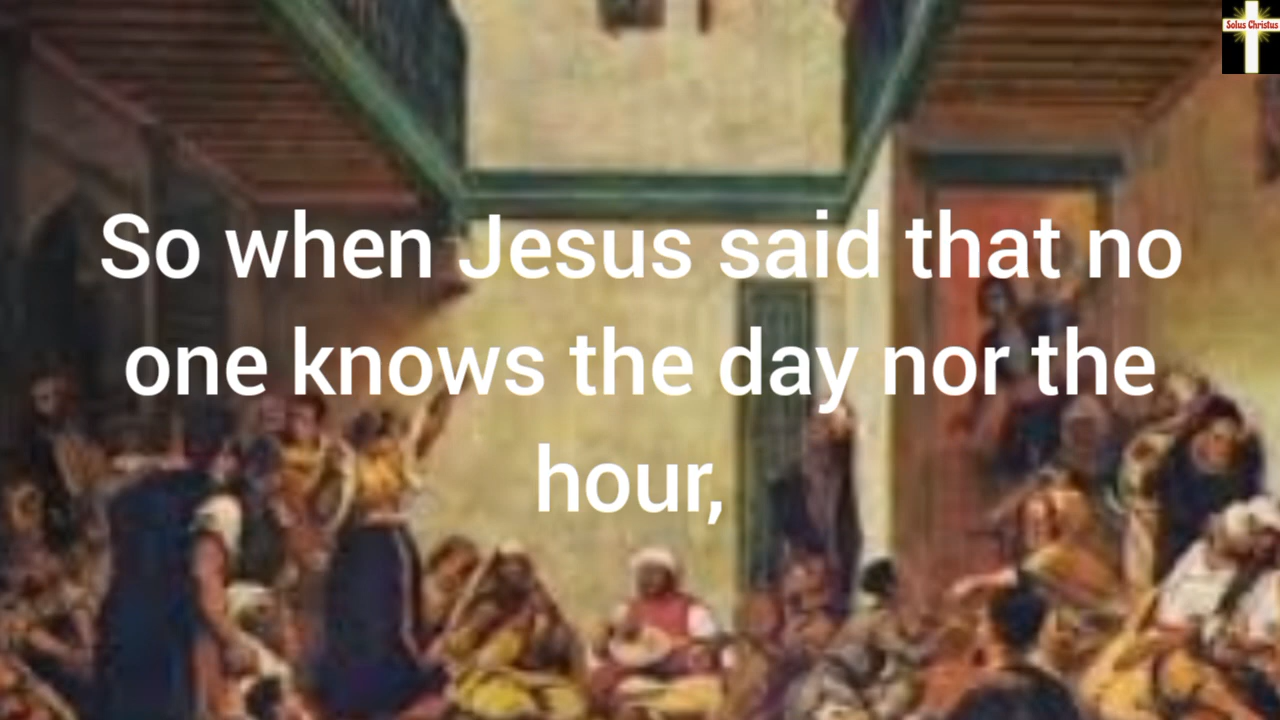 Solus Christus
So when Jesus said that no
one knows the day nor the
hour,